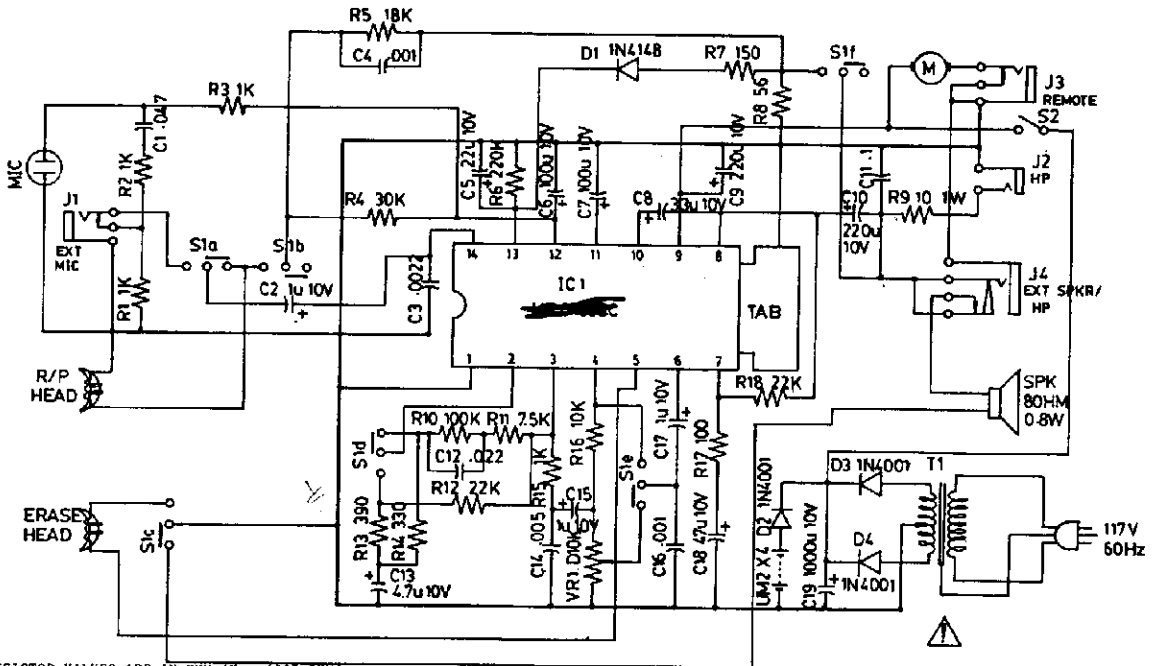 R5 18K
C4 .001
D1 1N4148
R7 150
S1f
R8 56
M
J3
REMOTE
S2
R3 1K
C1 .047
R2 1K
MIC
J1
EXT
MIC
R1 1K
S1a
S1b
C2 1u 10V
R4 30K
C5 22u 10V
R6 220K
C6 100u 10V
C7 100u 10V
C8 .33u 10V
C9 220u 10V
C11 .1
C10
220u
10V
R9 10 1W
J2
HP
J4
EXT SPKR/
HP
C3 .0022
14
13
12
11
10
9
8
IC1
TAB
1
2
3
4
5
6
7
R/P
HEAD
R18 22K
SPK
8OHM
0.8W
R10 100K
R11 7.5K
C12 .022
R12 22K
S1d
R13 390
R14 330
C13
4.7u 10V
R15 1K
R16 10K
C15
1u 10V
C14 .005
VR1 D10K
S1e
C17 1u 10V
C16 .001
R17 100
C18 47u 10V
D2 1N4001
UM2 X 4
D3 1N4001
D4
1N4001
C19 1000u 10V
T1
117V
60Hz
ERASE
HEAD
S1c